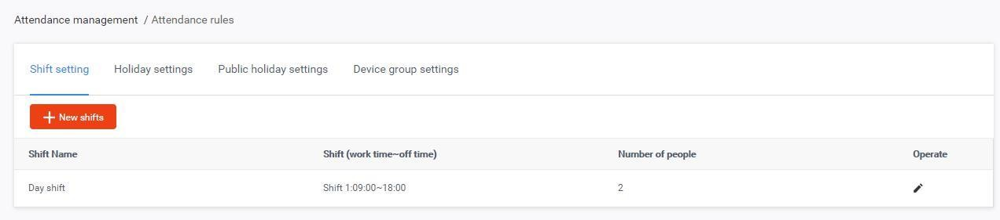 Attendance management / Attendance rules
Shift setting Holiday settings Public holiday settings Device group settings
New shifts
Shift Name Shift (work time~off time) Number of people Operate
Day shift Shift 1:09:00~18:00 2